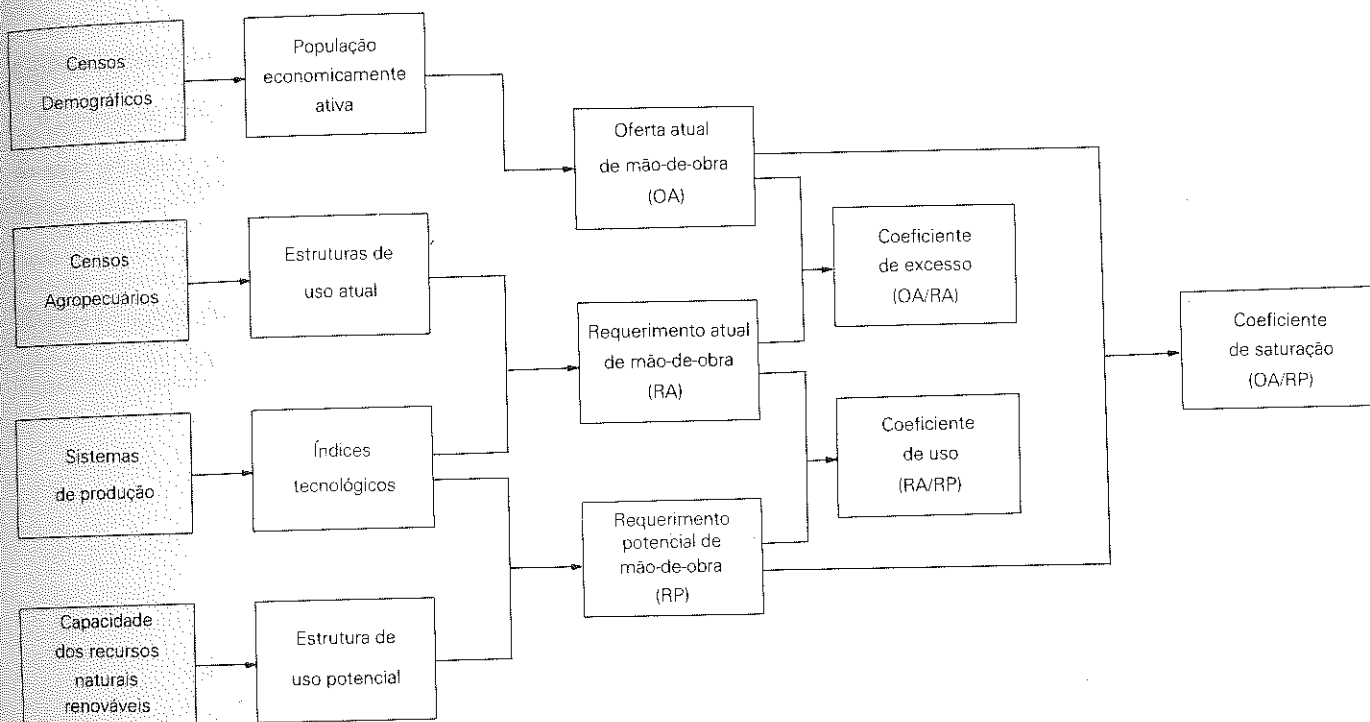 Censos
Demográficos
População
economicamente
ativa
Oferta atual
de mão-de-obra
(OA)
Censos
Agropecuários
Estruturas de
uso atual
Coeficiente
de excesso
(OA/RA)
Requerimento atual
de mão-de-obra
(RA)
Coeficiente
de saturação
(OA/RP)
Sistemas
de produção
Índices
tecnológicos
Coeficiente
de uso
(RA/RP)
Requerimento
potencial de
mão-de-obra
(RP)
Capacidade
dos recursos
naturais
renováveis
Estrutura de
uso potencial